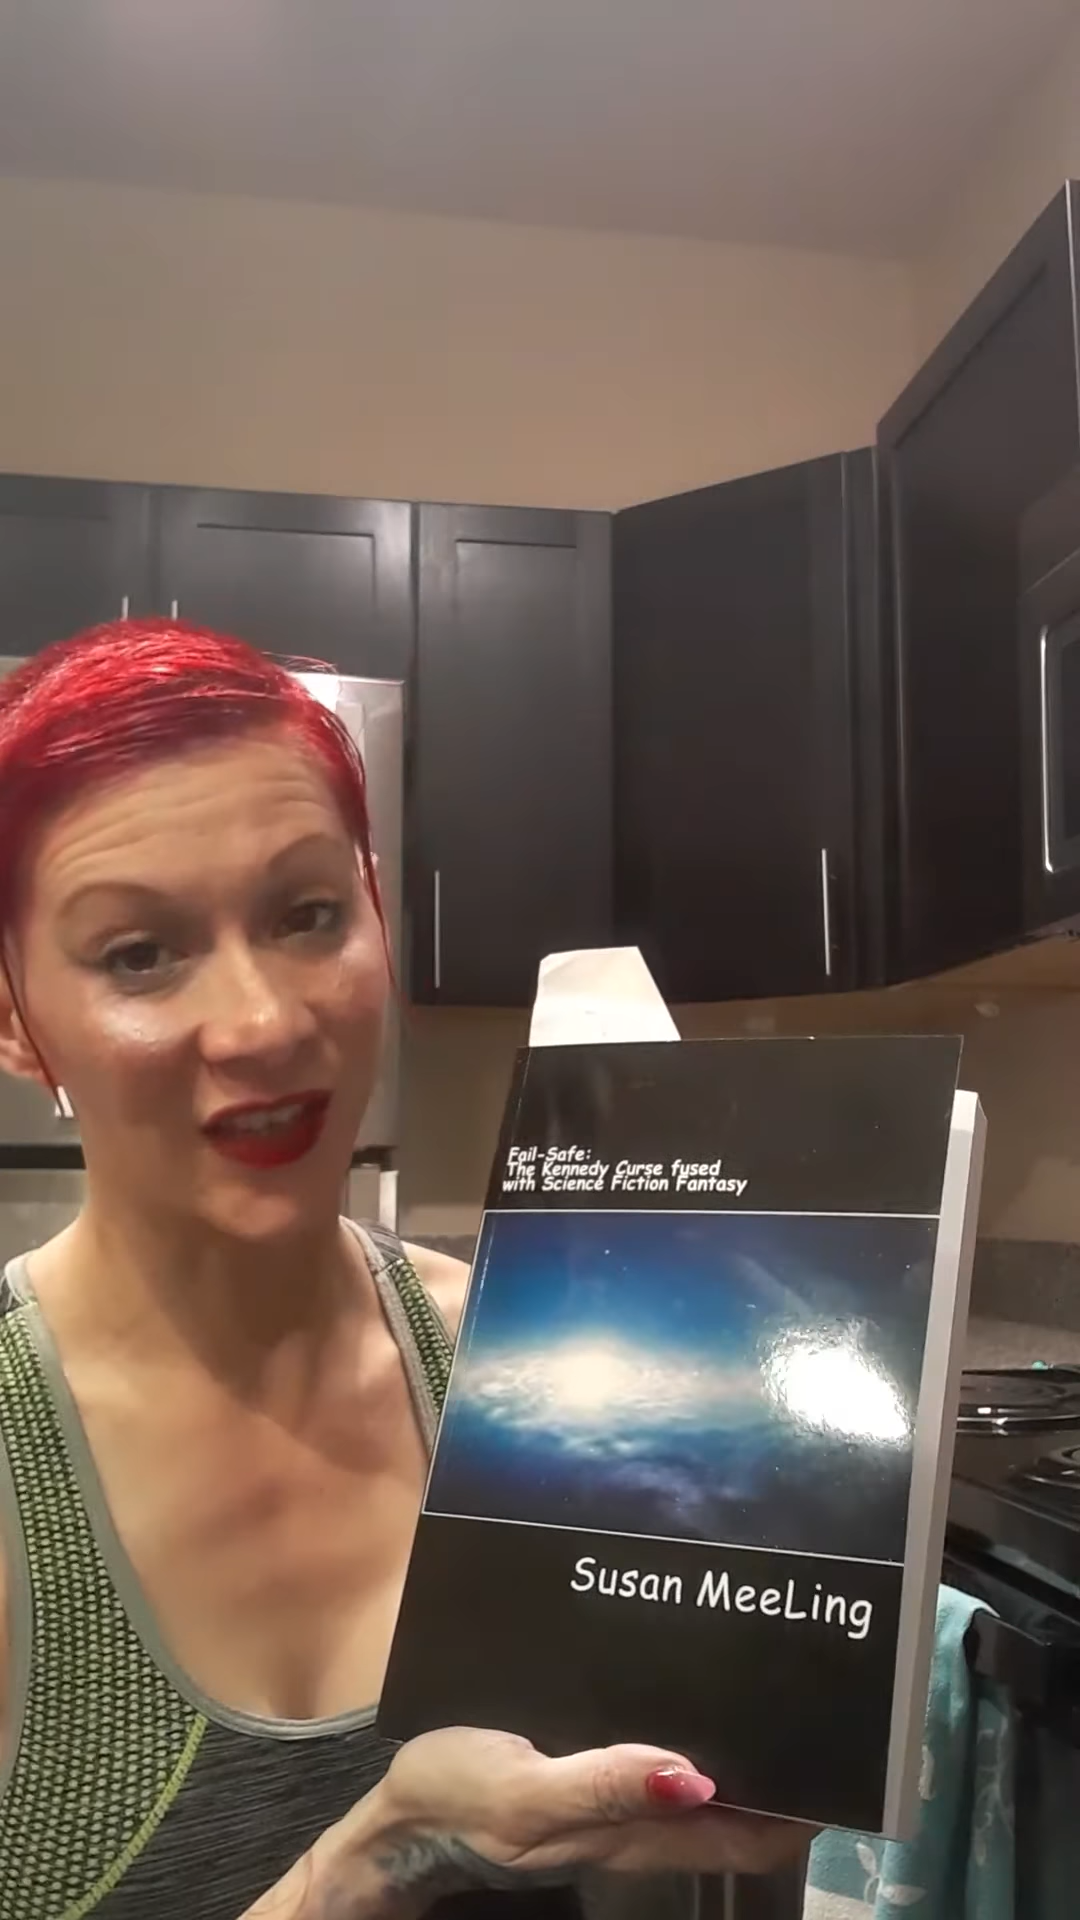 Fail-Safe:
The Kennedy Curse fused
with Science Fiction Fantasy
Susan MeeLing